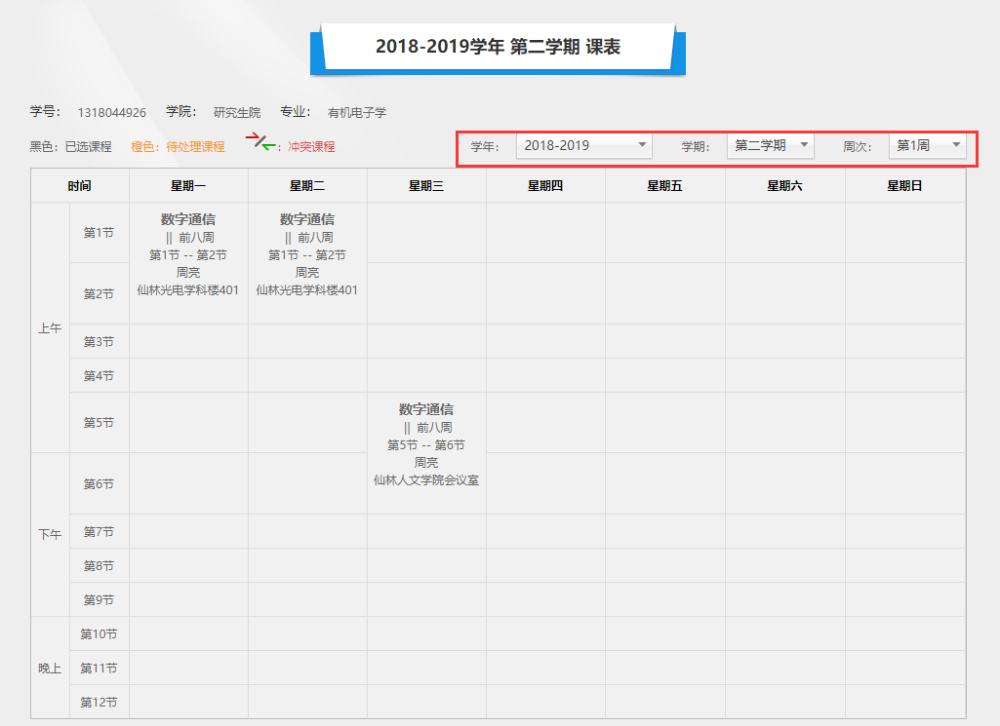 2018-2019学年 第二学期 课表
学号： 1318044926 学院： 研究生院 专业： 有机电子学
黑色：已选课程 橙色：待处理课程 ：冲突课程 学年： 2018-2019 学期： 第二学期 周次： 第1周
时间 星期一 星期二 星期三 星期四 星期五 星期六 星期日
上午
第1节
第2节
数字通信
|| 前八周
第1节 -- 第2节
周亮
仙林光电学科楼401
数字通信
|| 前八周
第1节 -- 第2节
周亮
仙林光电学科楼401
第3节
第4节
第5节
数字通信
|| 前八周
第5节 -- 第6节
周亮
仙林人文学院会议室
下午
第6节
第7节
第8节
第9节
晚上
第10节
第11节
第12节